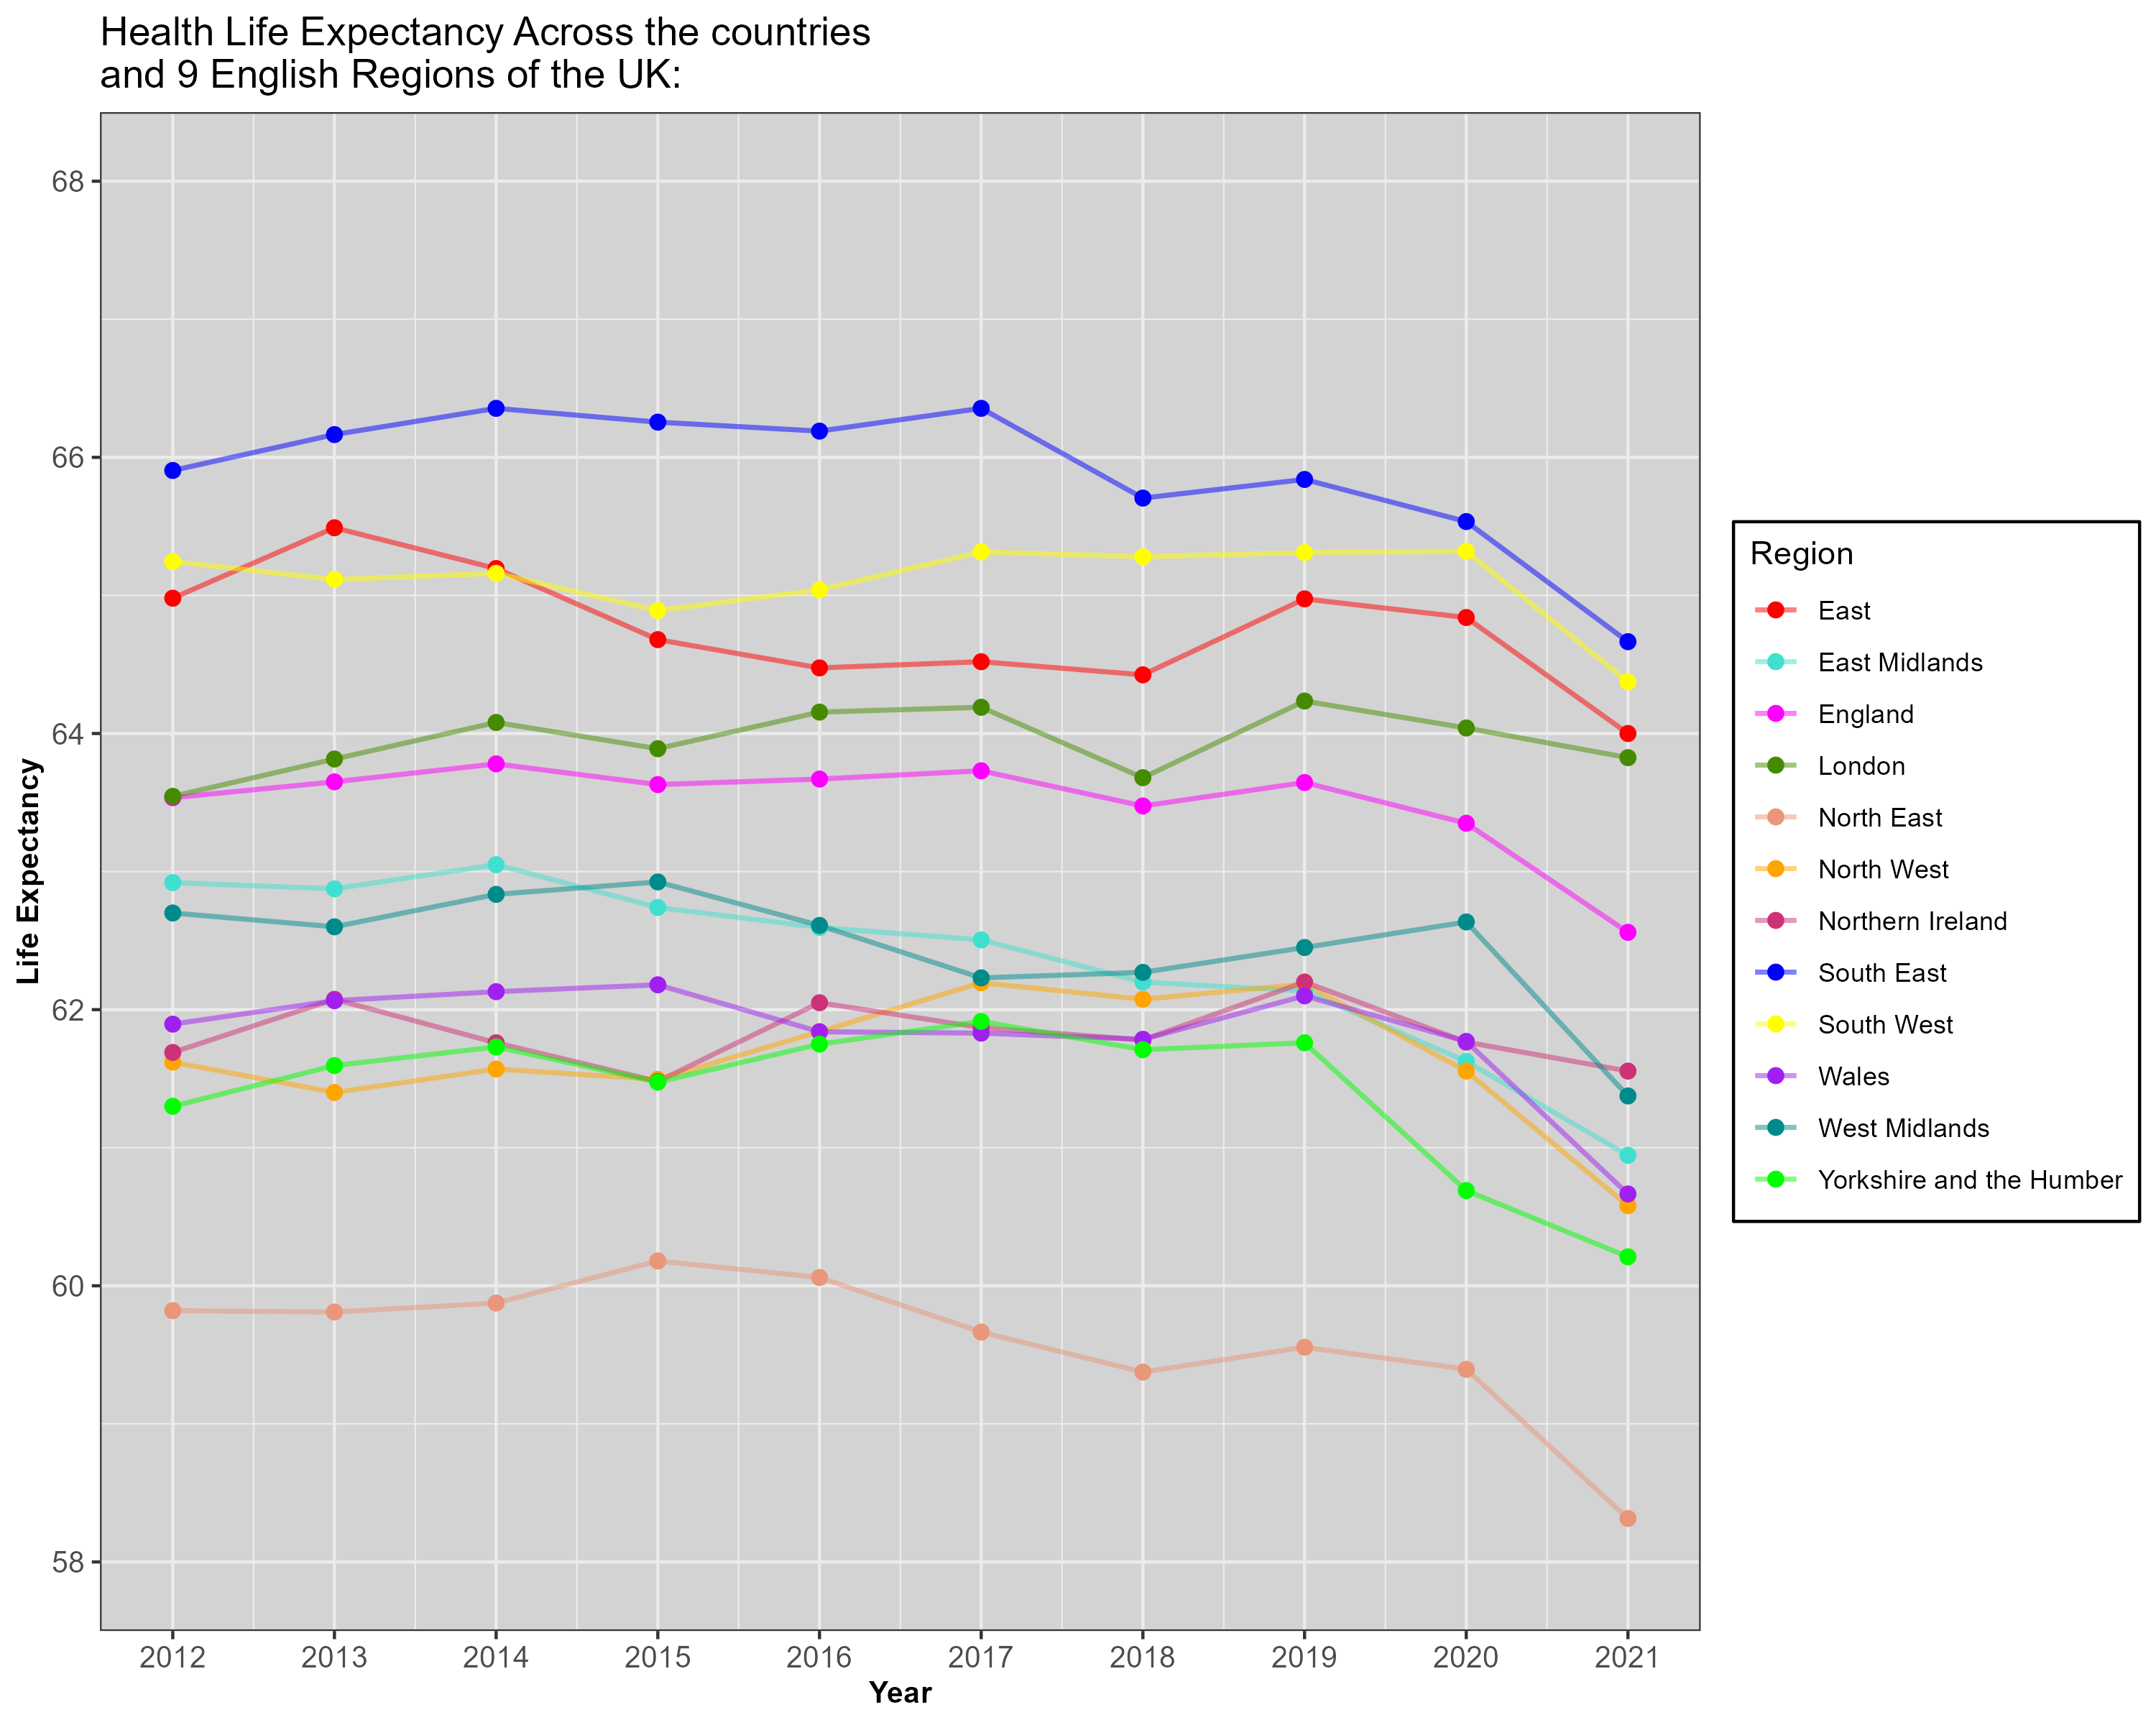 Health Life Expectancy Across the countries
and 9 English Regions of the UK:
68
66
64
62
60
58
Life Expectancy
2012 2013 2014 2015 2016 2017 2018 2019 2020 2021
Year
Region
East
East Midlands
England
London
North East
North West
Northern Ireland
South East
South West
Wales
West Midlands
Yorkshire and the Humber